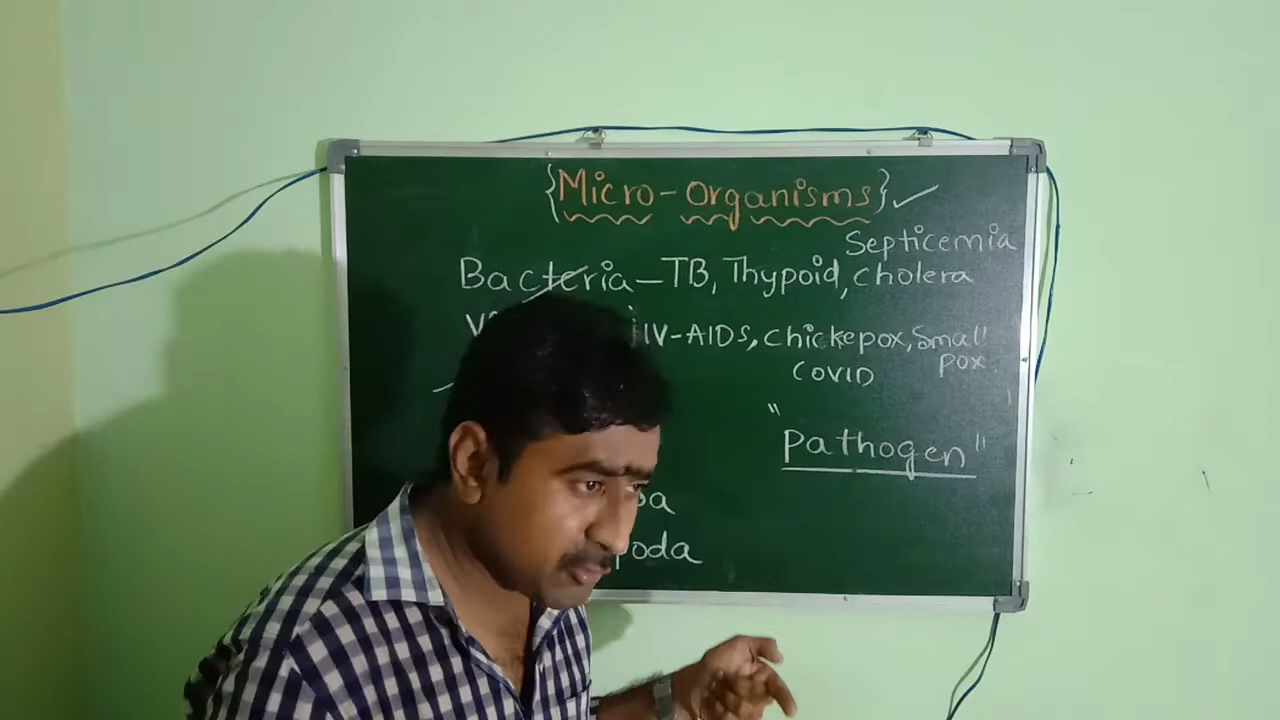 {Micro-Organisms}
Septicemia
Bacteria - TB, Thypoid, cholera
IV-AIDS, chickepox, Small
COVID pox
"Pathogen"